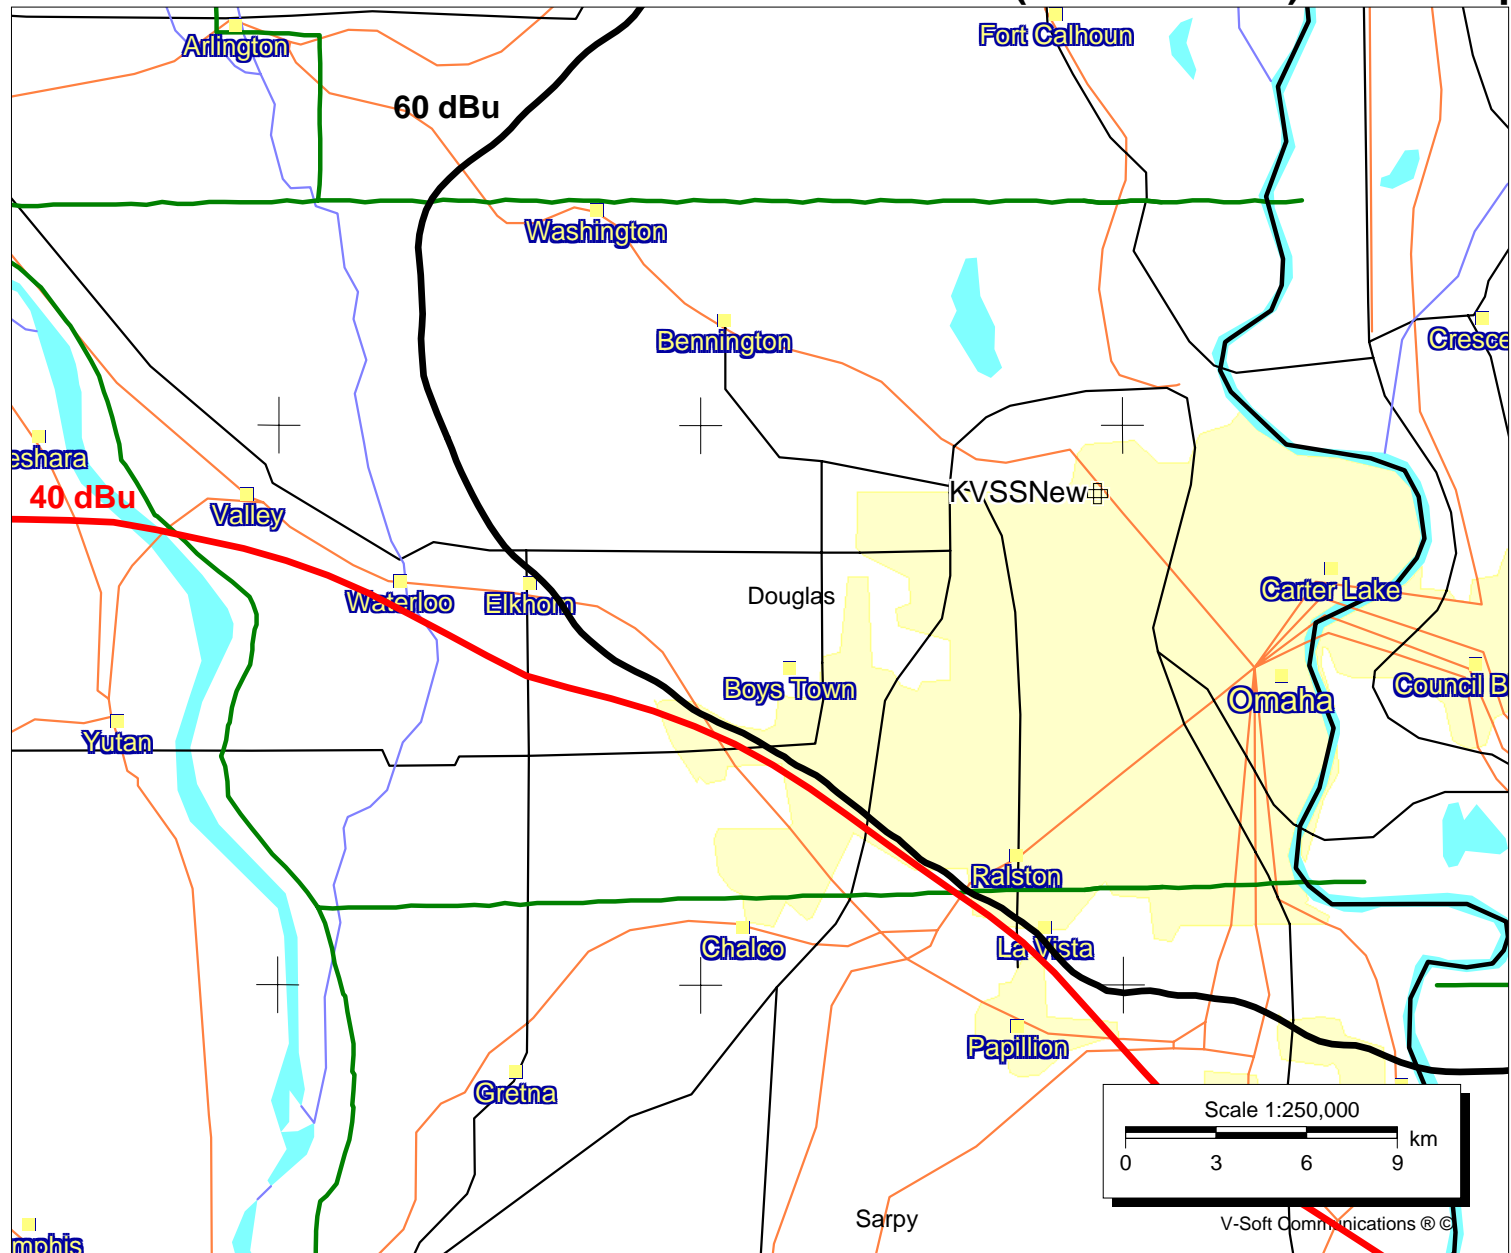 Arlington
Fort Calhoun
60 dBu
Washington
Bennington
Cresce
eshara
40 dBu
Valley
KVSSNew
Waterloo
Elkhorn
Douglas
Carter Lake
Boys Town
Council B
Omaha
Yutan
Ralston
Chalco
La Vista
Papillion
Gretna
Scale 1:250,000
km
0 3 6 9
Sarpy
V-Soft Communications ® ©
mphis